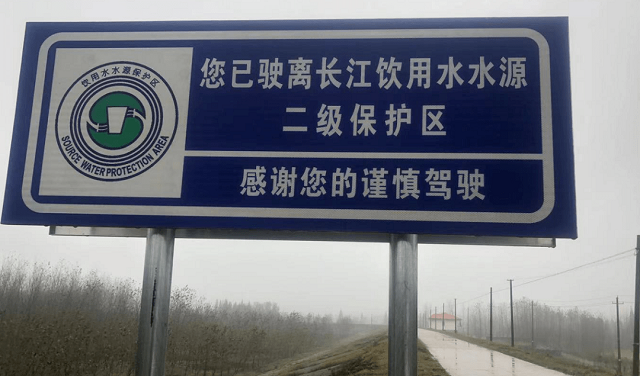 饮用水水源保护区
SOURCE WATER PROTECTION AREA
您已驶离长江饮用水水源
二级保护区
感谢您的谨慎驾驶